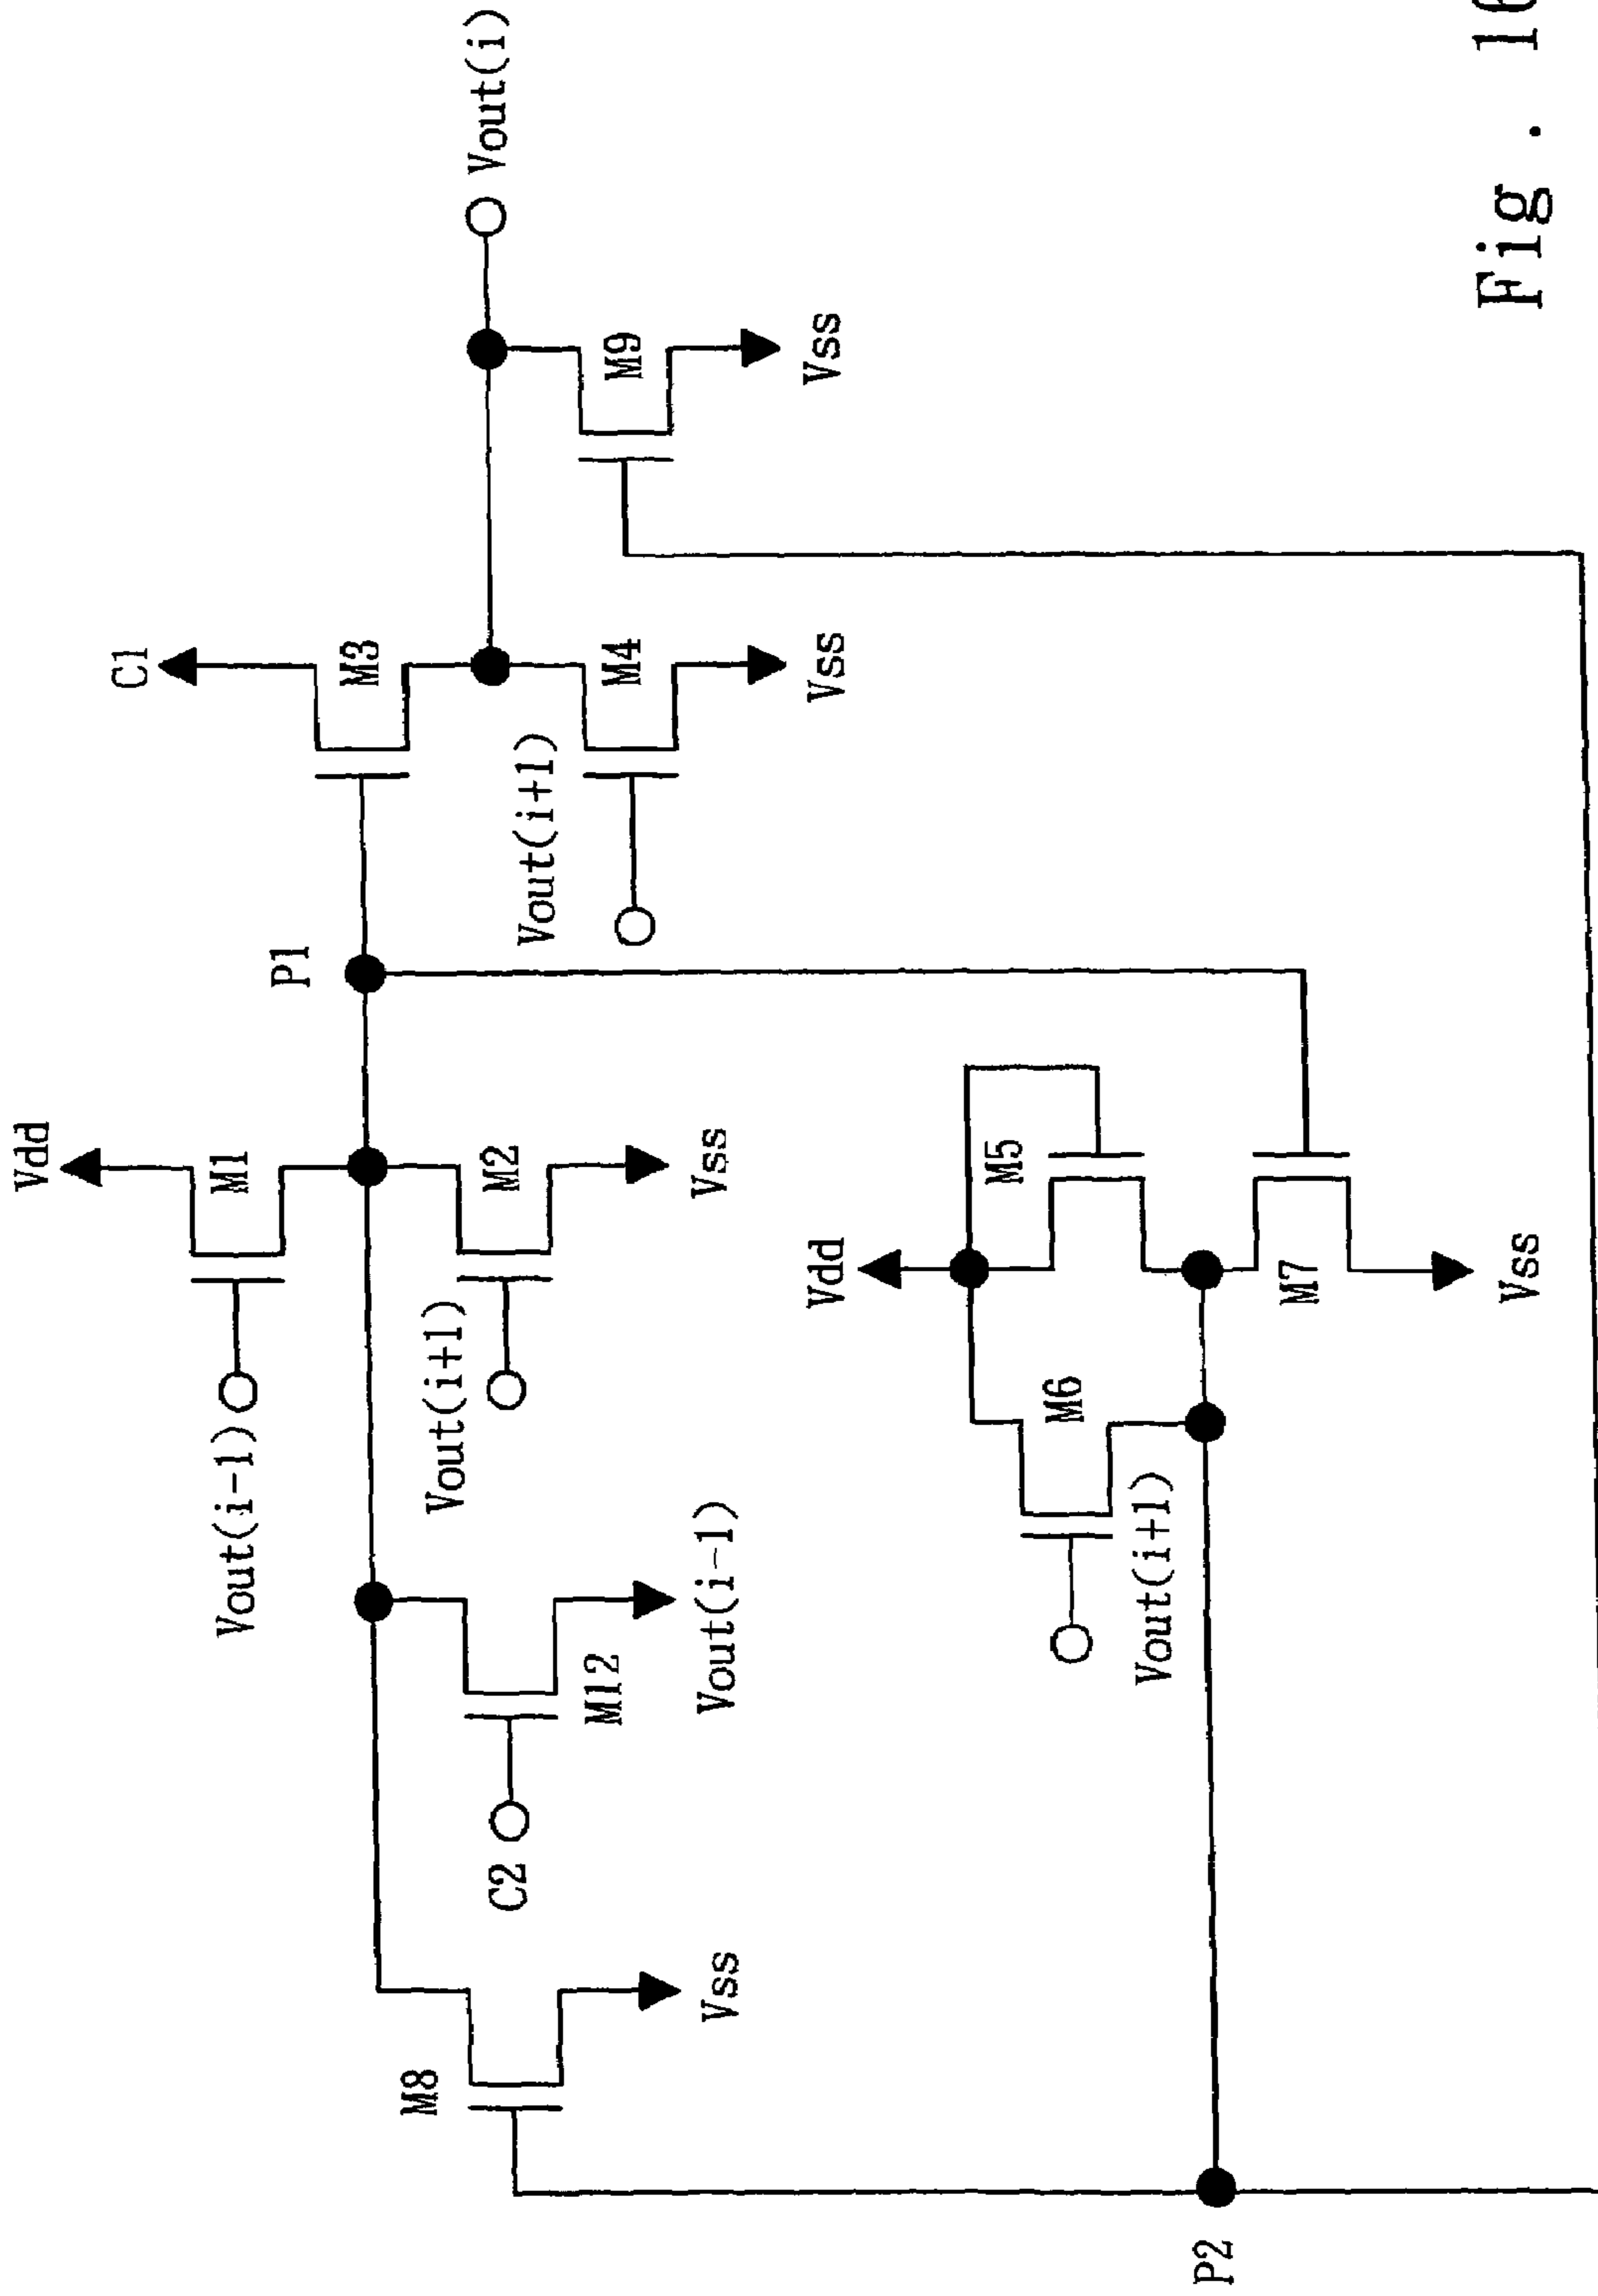 Vdd
C1
Vout(i-1)
M1
P1
M3
M8
Vout(i+1)
M2
Vout(i)
C2
Vout(i+1)
M12
M4
M9
Vss
Vout(i-1)
Vss
Vss
Vss
Vdd
M5
M6
Vout(i+1)
P2
M7
Vss
Fig .